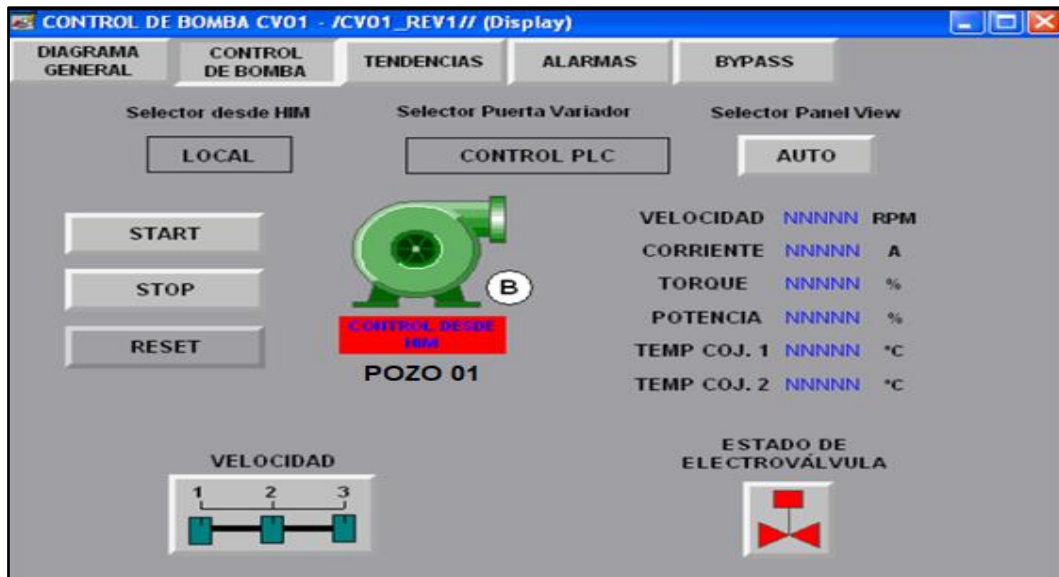 CONTROL DE BOMBA CV01 - /CV01_REV1// (Display)
DIAGRAMA
GENERAL
CONTROL
DE BOMBA
TENDENCIAS
ALARMAS
BYPASS
Selector desde HIM
Selector Puerta Variador
Selector Panel View
LOCAL
CONTROL PLC
AUTO
START
STOP
RESET
B
CONTROL DESDE
HIM
POZO 01
VELOCIDAD NNNNN RPM
CORRIENTE NNNNN A
TORQUE NNNNN %
POTENCIA NNNNN %
TEMP COJ. 1 NNNNN °C
TEMP COJ. 2 NNNNN °C
VELOCIDAD
1 2 3
ESTADO DE
ELECTROVÁLVULA